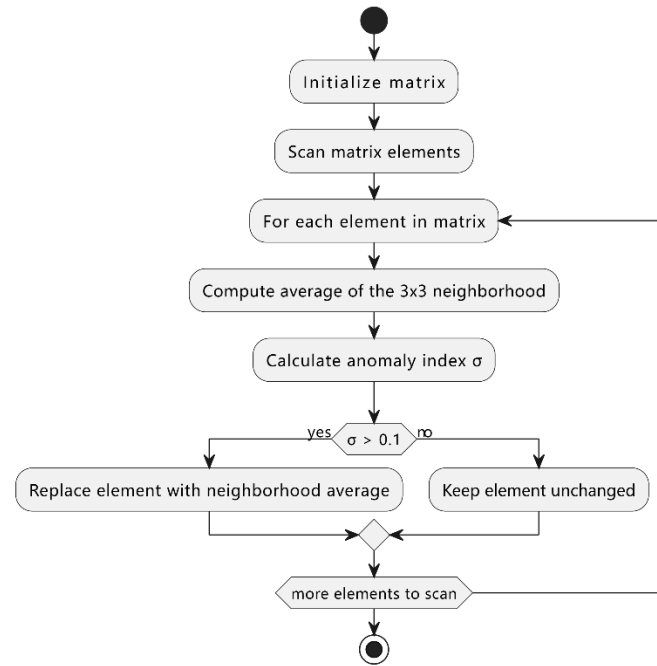 Initialize matrix
Scan matrix elements
For each element in matrix
Compute average of the 3x3 neighborhood
Calculate anomaly index σ
yes
σ > 0.1
no
Replace element with neighborhood average
Keep element unchanged
more elements to scan